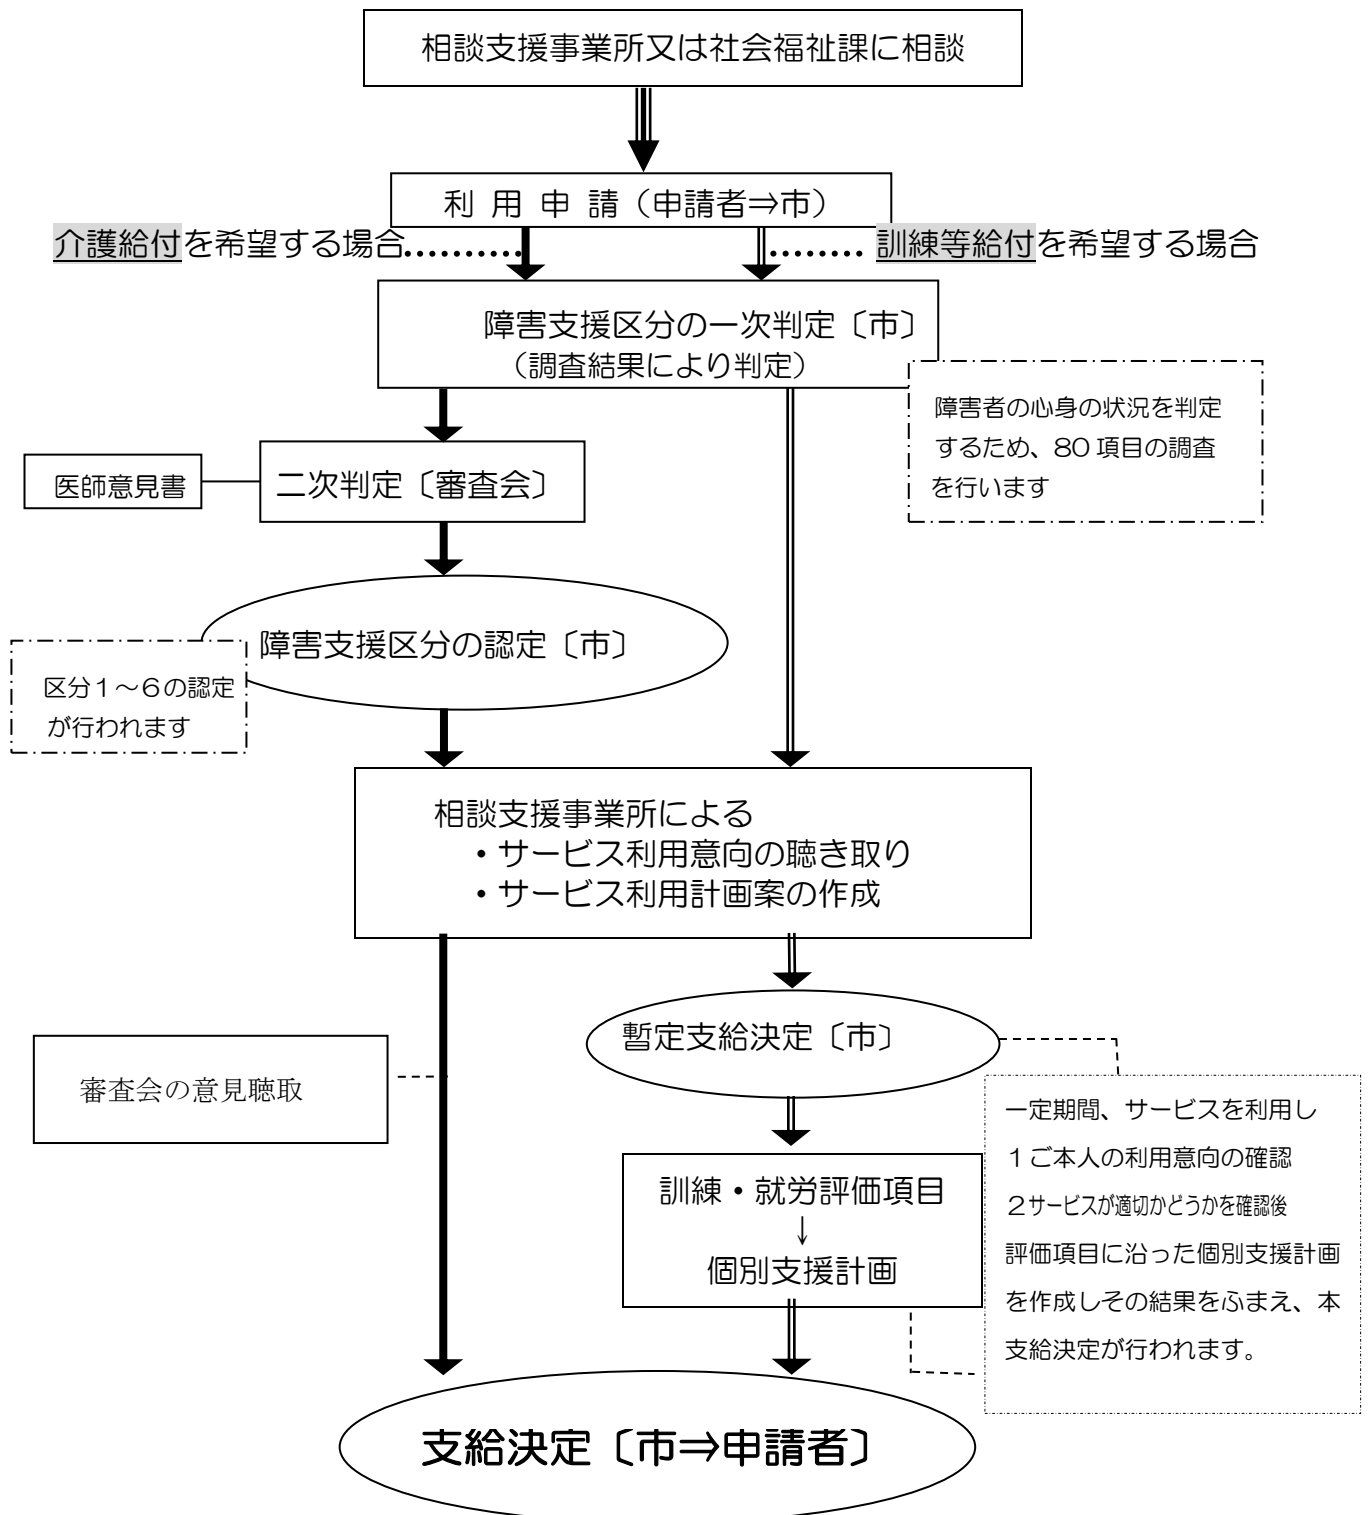 相談支援事業所又は社会福祉課に相談
利 用 申 請（申請者⇒市）
介護給付を希望する場合………
……… 訓練等給付を希望する場合
障害支援区分の一次判定〔市〕
（調査結果により判定）
障害者の心身の状況を判定
するため、80 項目の調査
を行います
医師意見書
二次判定〔審査会〕
障害支援区分の認定〔市〕
区分１～６の認定
が行われます
相談支援事業所による
・サービス利用意向の聴き取り
・サービス利用計画案の作成
暫定支給決定〔市〕
審査会の意見聴取
一定期間、サービスを利用し
１ご本人の利用意向の確認
２サービスが適切かどうかを確認後
評価項目に沿った個別支援計画
を作成しその結果をふまえ、本
支給決定が行われます。
訓練・就労評価項目
↓
個別支援計画
支給決定〔市⇒申請者〕